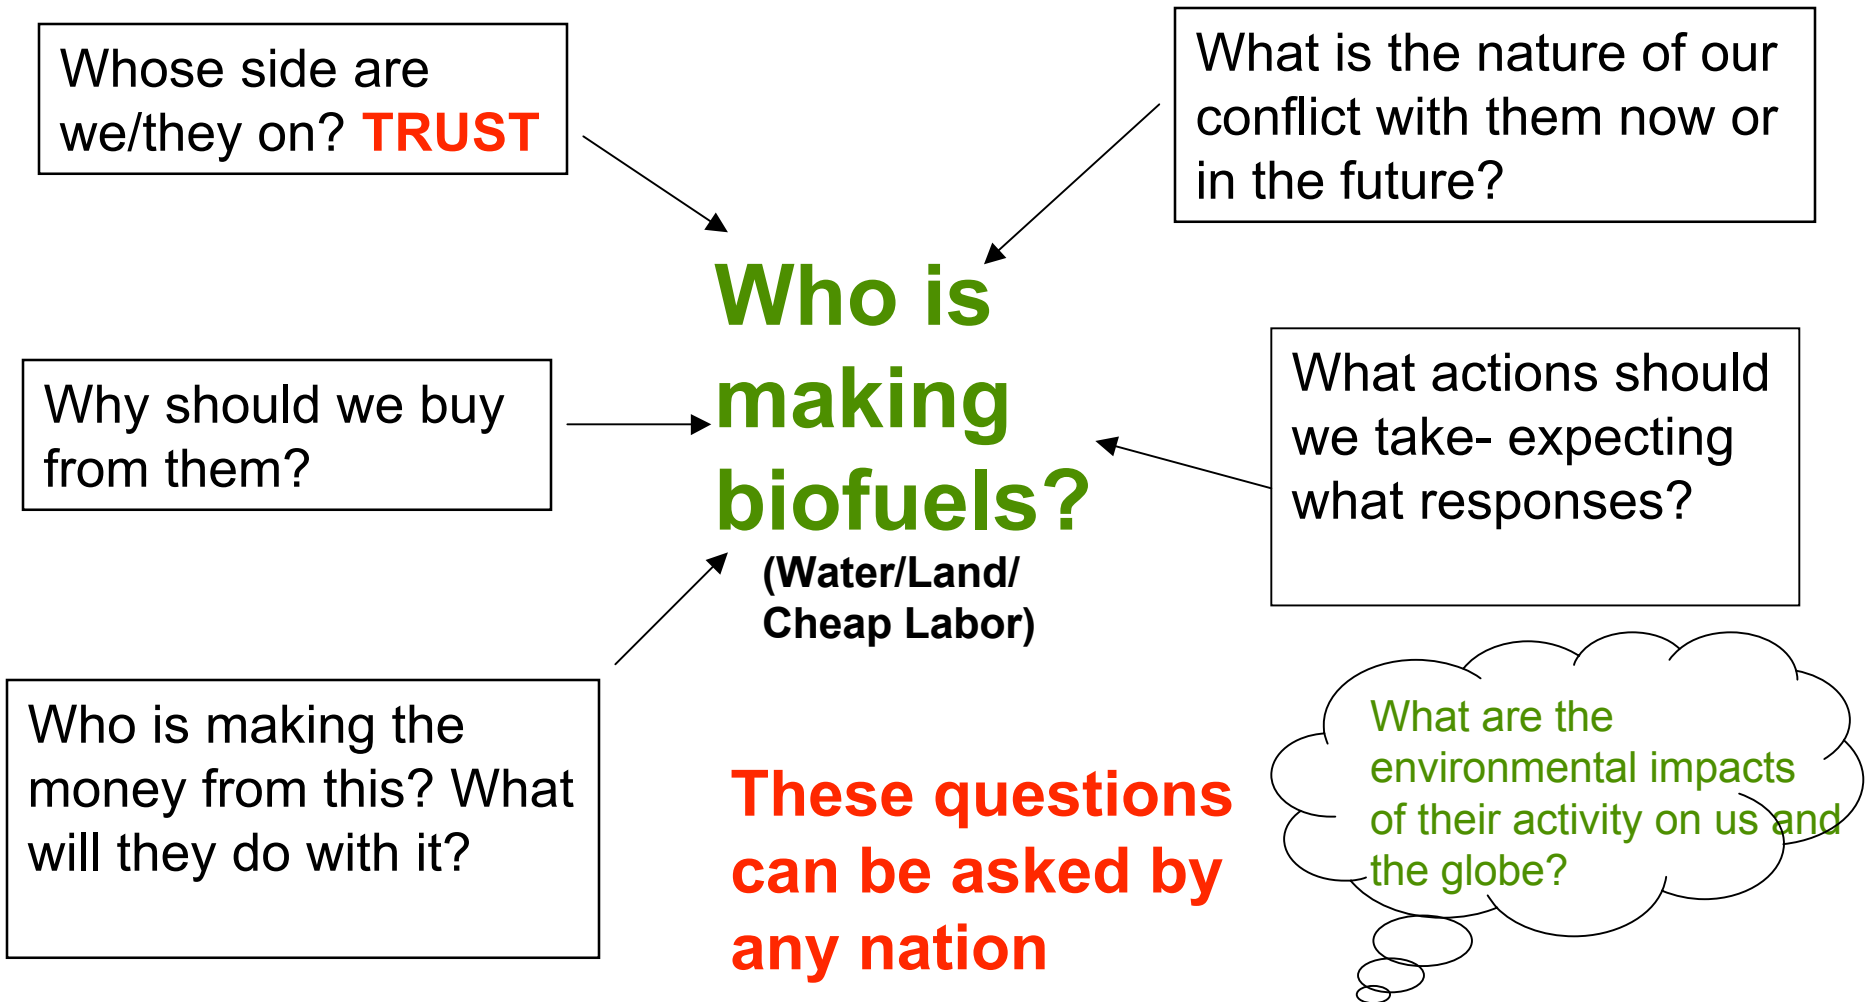 Whose side are
we/they on? TRUST
What is the nature of our
conflict with them now or
in the future?
Who is
making
biofuels?
(Water/Land/
Cheap Labor)
Why should we buy
from them?
What actions should
we take- expecting
what responses?
Who is making the
money from this? What
will they do with it?
These questions
can be asked by
any nation
What are the
environmental impacts
of their activity on us and
the globe?